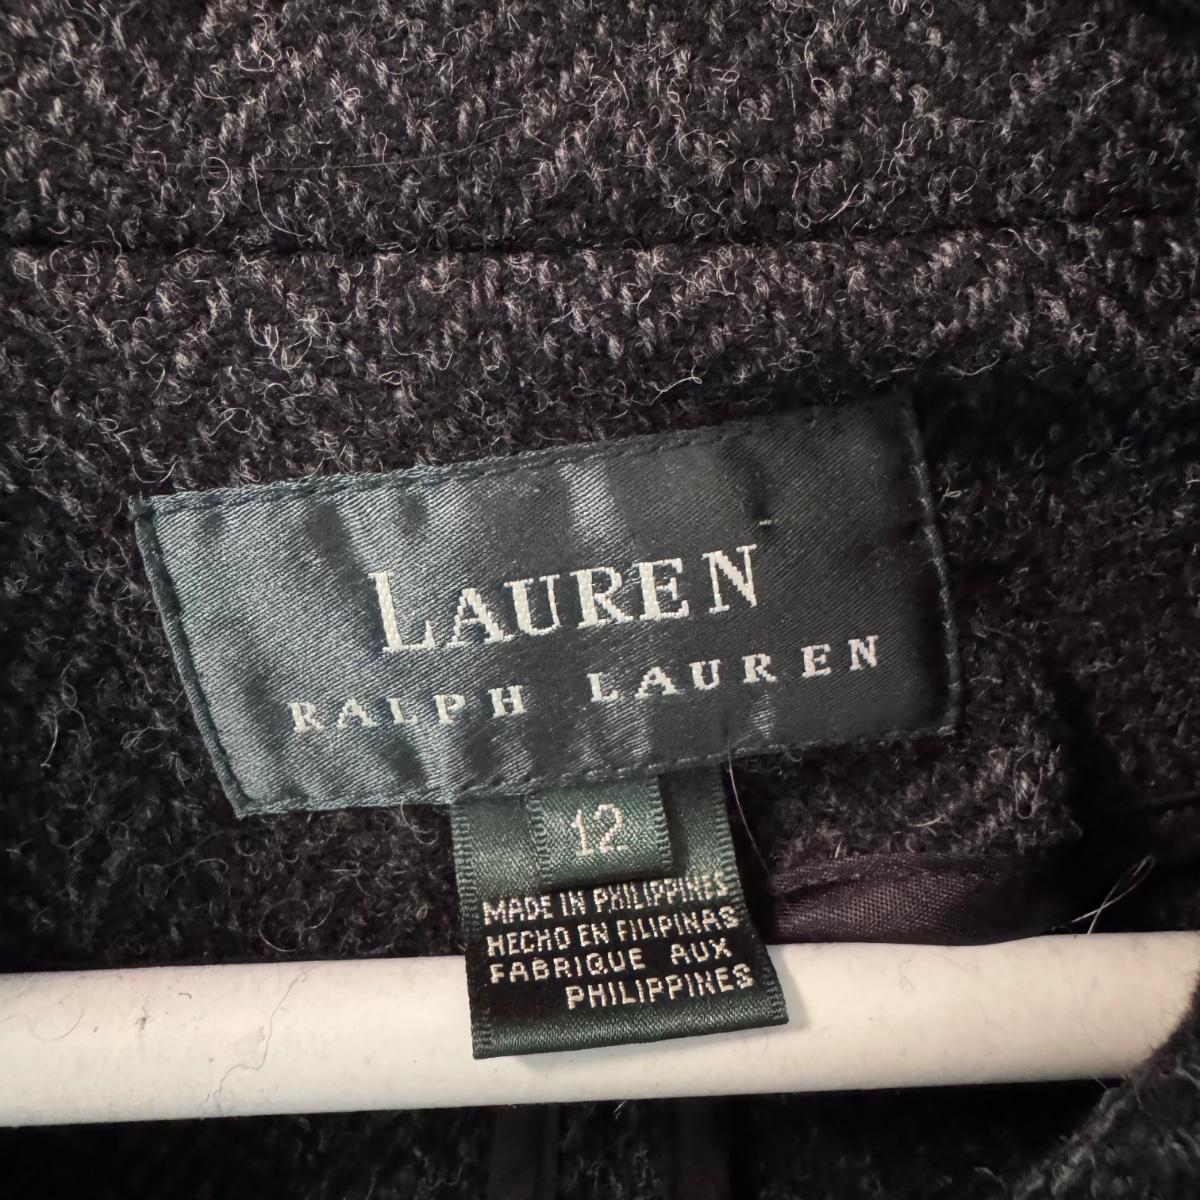 LAUREN
RALPH LAUREN
12
MADE IN PHILIPPINES
HECHO EN FILIPINAS
FABRIQUE AUX
PHILIPPINES